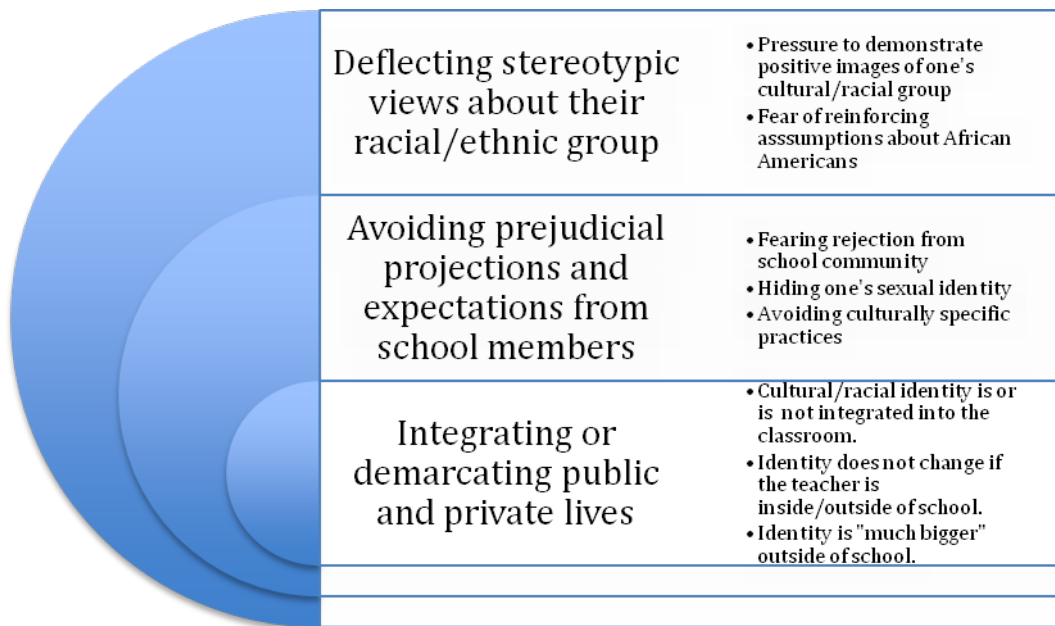 Deflecting stereotypic
views about their
racial/ethnic group
• Pressure to demonstrate
positive images of one's
cultural/racial group
• Fear of reinforcing
asssumptions about African
Americans
Avoiding prejudicial
projections and
expectations from
school members
• Fearing rejection from
school community
• Hiding one's sexual identity
• Avoiding culturally specific
practices
Integrating or
demarcating public
and private lives
• Cultural/racial identity is or
is not integrated into the
classroom.
• Identity does not change if
the teacher is
inside/outside of school.
• Identity is "much bigger"
outside of school.